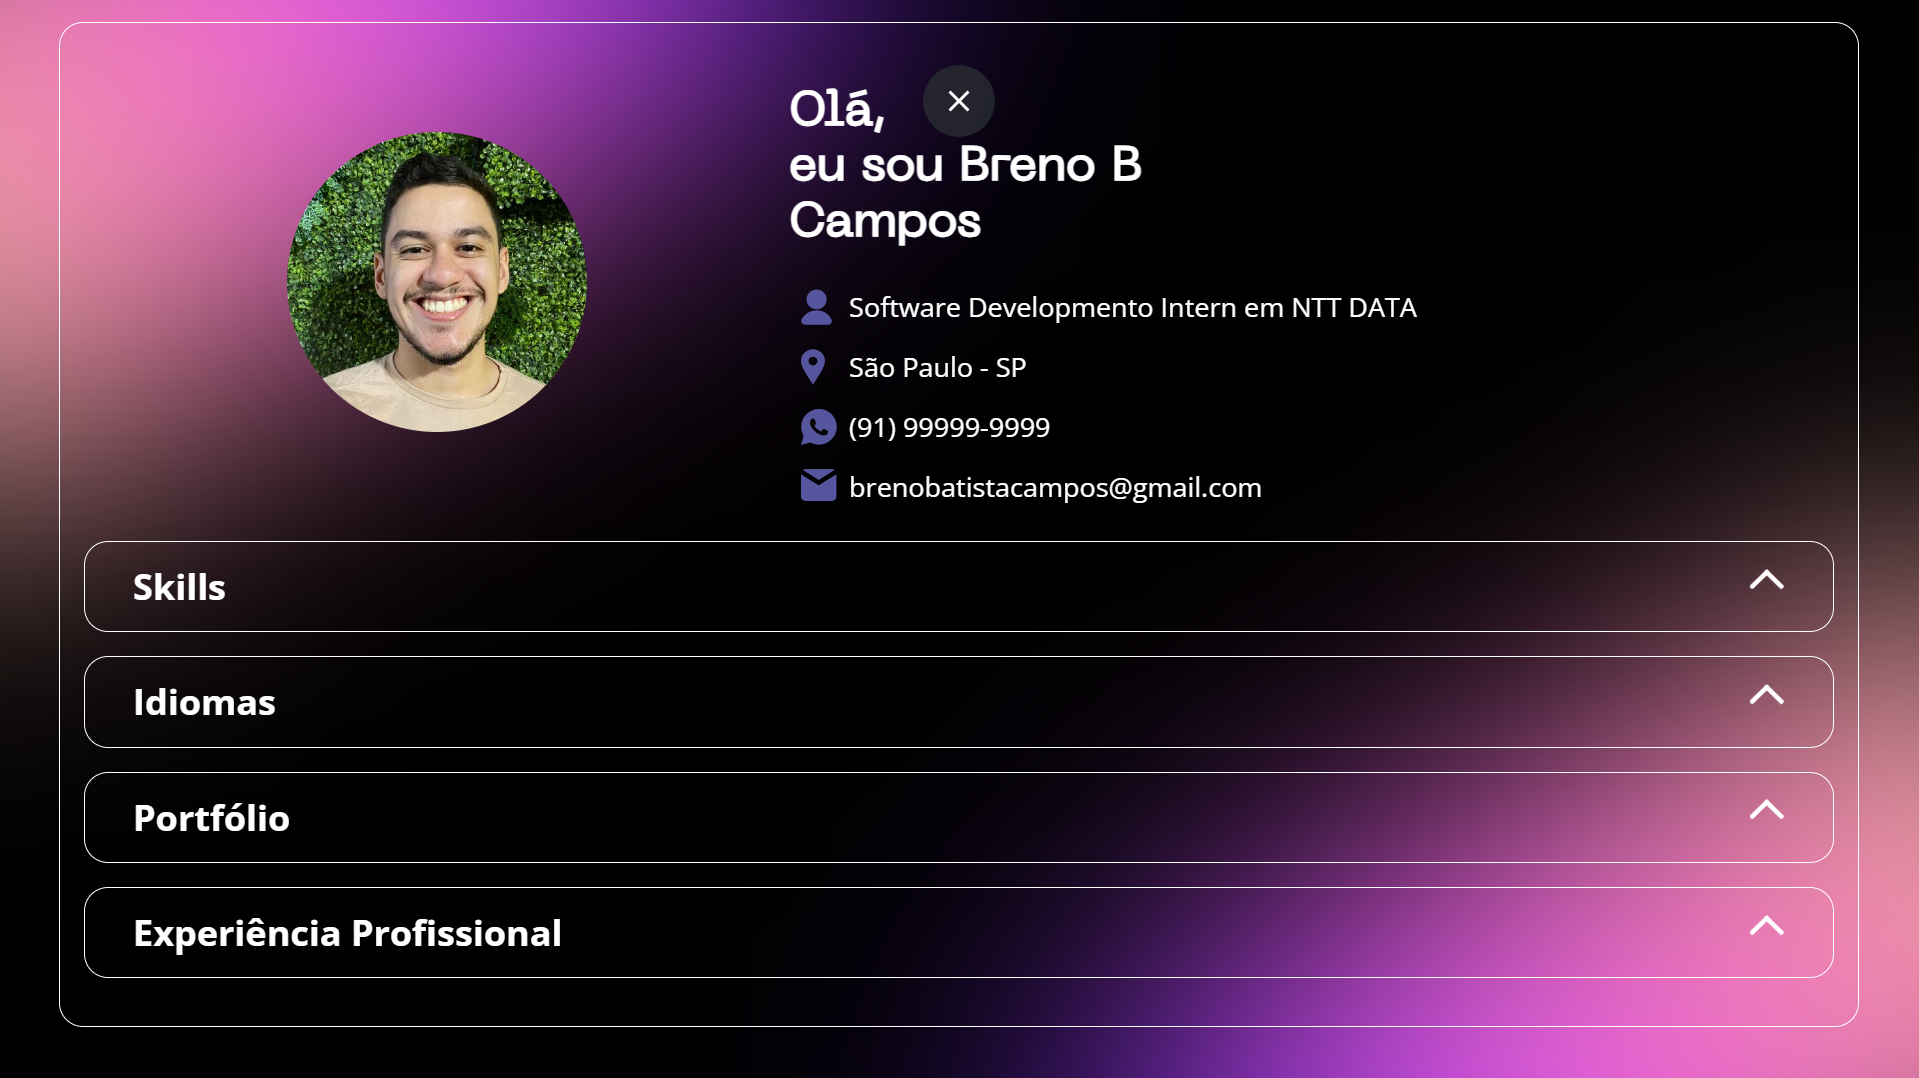 Olá,
eu sou Breno B
Campos
Software Developmento Intern em NTT DATA
São Paulo - SP
(91) 99999-9999
brenobatistacampos@gmail.com
Skills
Idiomas
Portfólio
Experiência Profissional